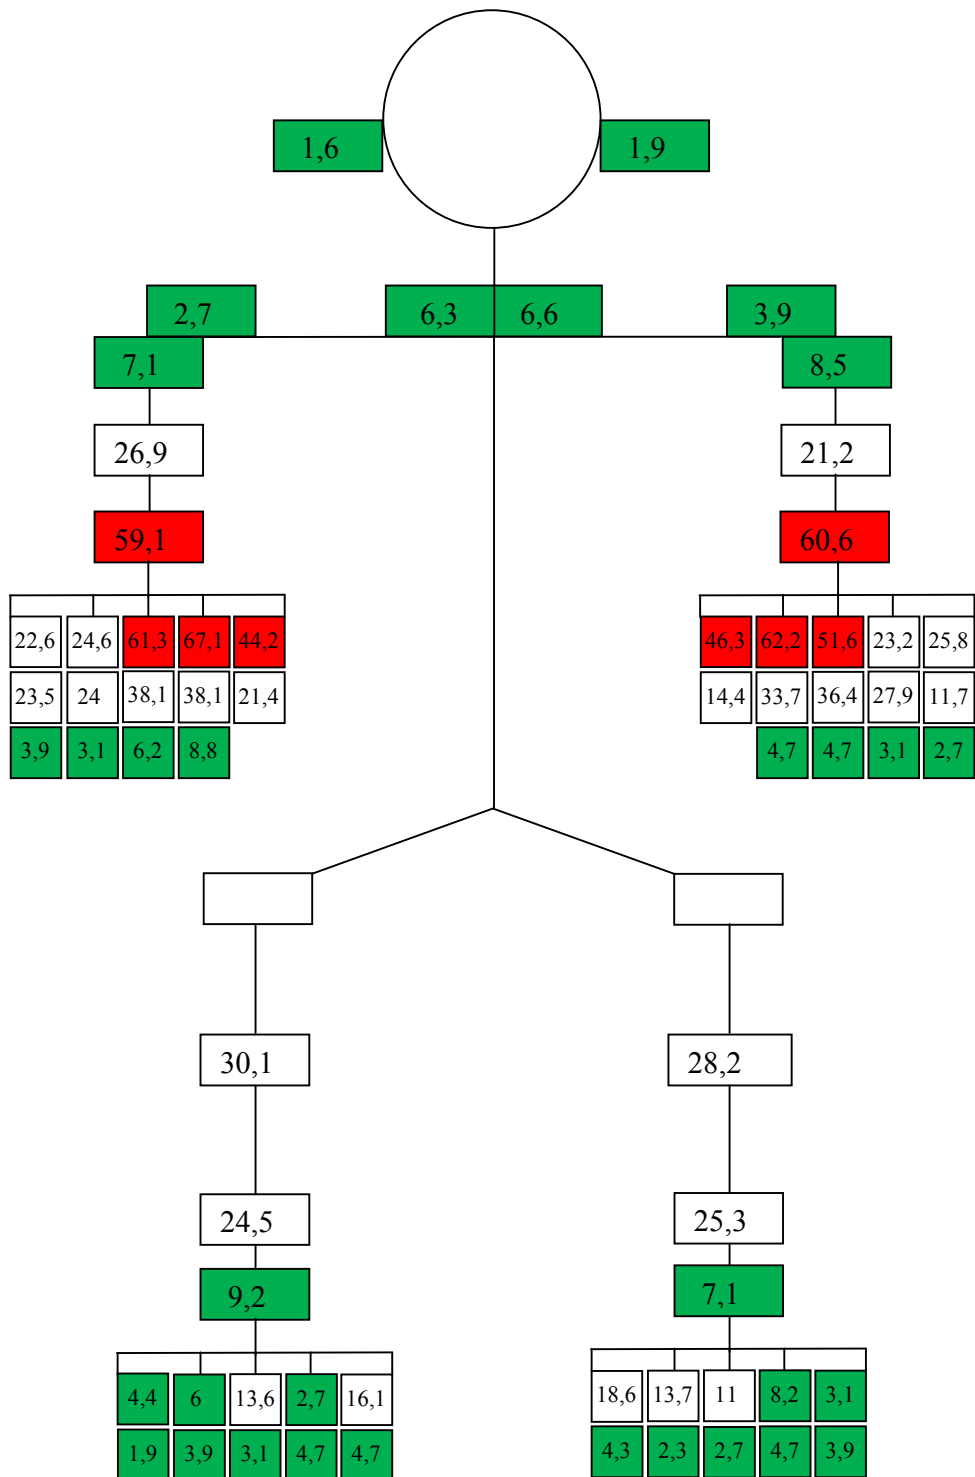 1,6 1,9
2,7 6,3 6,6 3,9
7,1 8,5
26,9 21,2
59,1 60,6
22,6 24,6 61,3 67,1 44,2 46,3 62,2 51,6 23,2 25,8
23,5 24 38,1 38,1 21,4 14,4 33,7 36,4 27,9 11,7
3,9 3,1 6,2 8,8 4,7 4,7 3,1 2,7
30,1 28,2
24,5 25,3
9,2 7,1
4,4 6 13,6 2,7 16,1 18,6 13,7 11 8,2 3,1
1,9 3,9 3,1 4,7 4,7 4,3 2,3 2,7 4,7 3,9